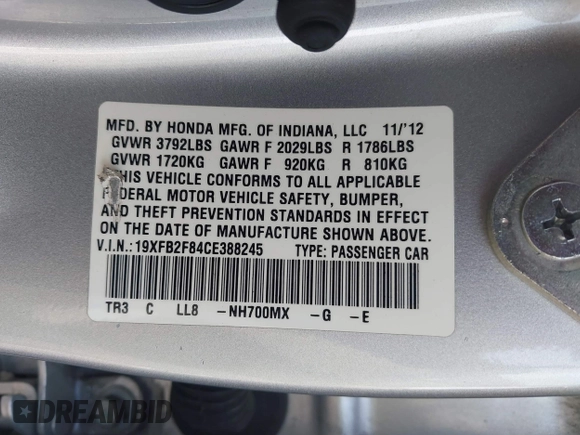 MFD. BY HONDA MFG. OF INDIANA, LLC 11/'12
GVWR 3792LBS GAWR F 2029LBS R 1786LBS
GVWR 1720KG GAWR F 920KG R 810KG
THIS VEHICLE CONFORMS TO ALL APPLICABLE
FEDERAL MOTOR VEHICLE SAFETY, BUMPER,
AND THEFT PREVENTION STANDARDS IN EFFECT
ON THE DATE OF MANUFACTURE SHOWN ABOVE.
V.I.N.: 19XFB2F84CE388245 TYPE: PASSENGER CAR
TR3 C LL8 -NH700MX -G -E
DREAMBID